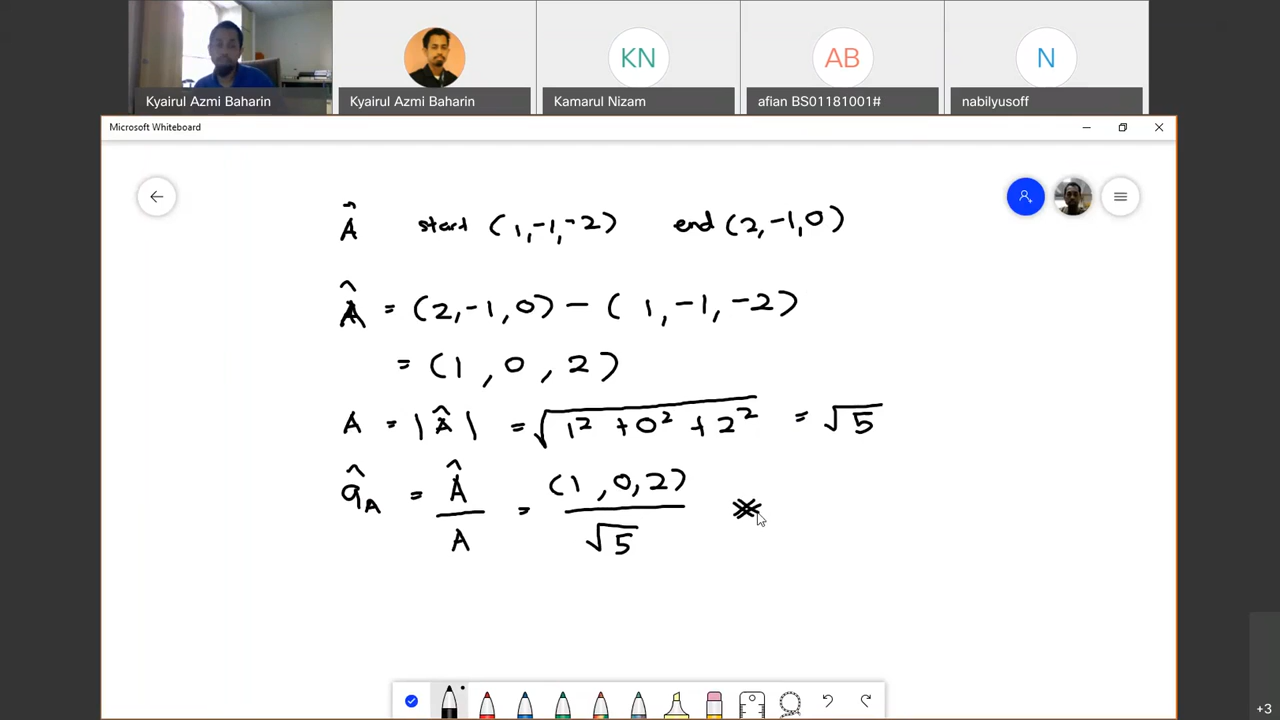 KN AB N
Kyairul Azmi Baharin Kyairul Azmi Baharin Kamarul Nizam afian BS01181001# nabilyusoff
Microsoft Whiteboard
Â start (1,-1,-2) end (2,-1,0)
Â = (2,-1,0) - (1,-1,-2)
= (1,0,2)
A = |Â| = √(1² + 0² + 2²) = √5
â_A = Â/A = (1,0,2)/√5 *
+3